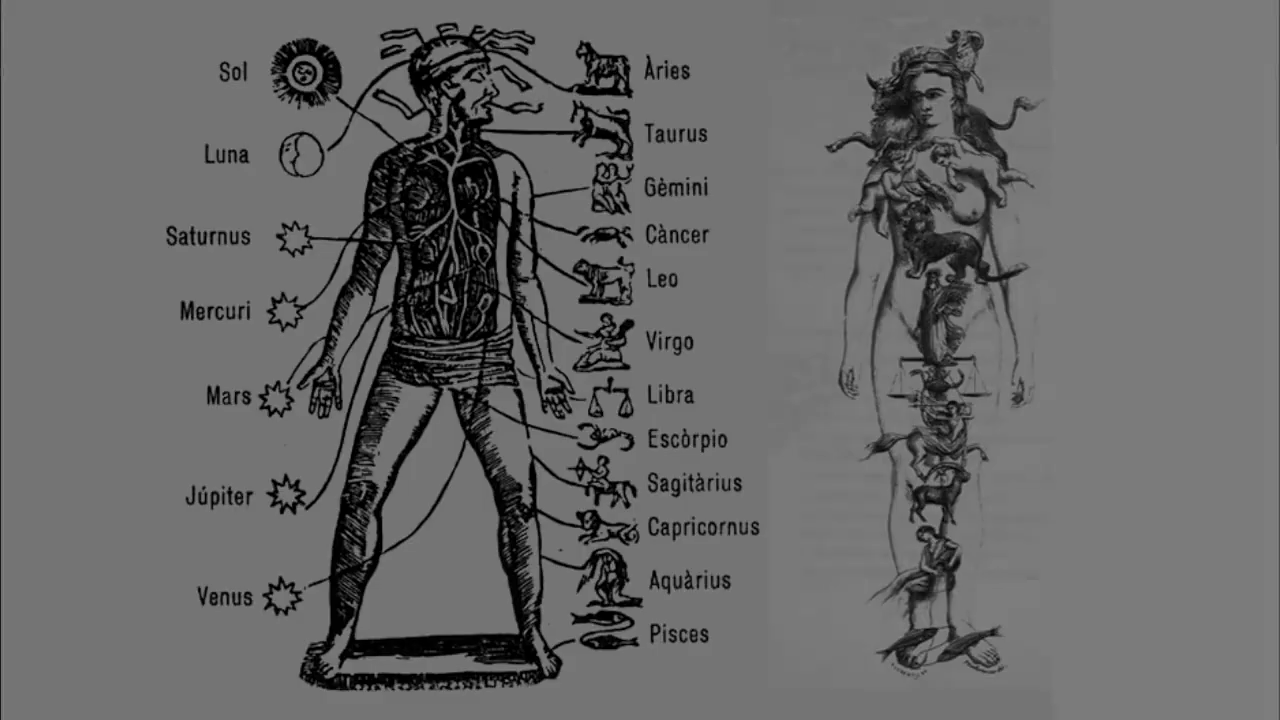 Sol
Luna
Saturnus
Mercuri
Mars
Júpiter
Venus
Àries
Taurus
Gèmini
Càncer
Leo
Virgo
Libra
Escòrpio
Sagitàrius
Capricornus
Aquàrius
Pisces